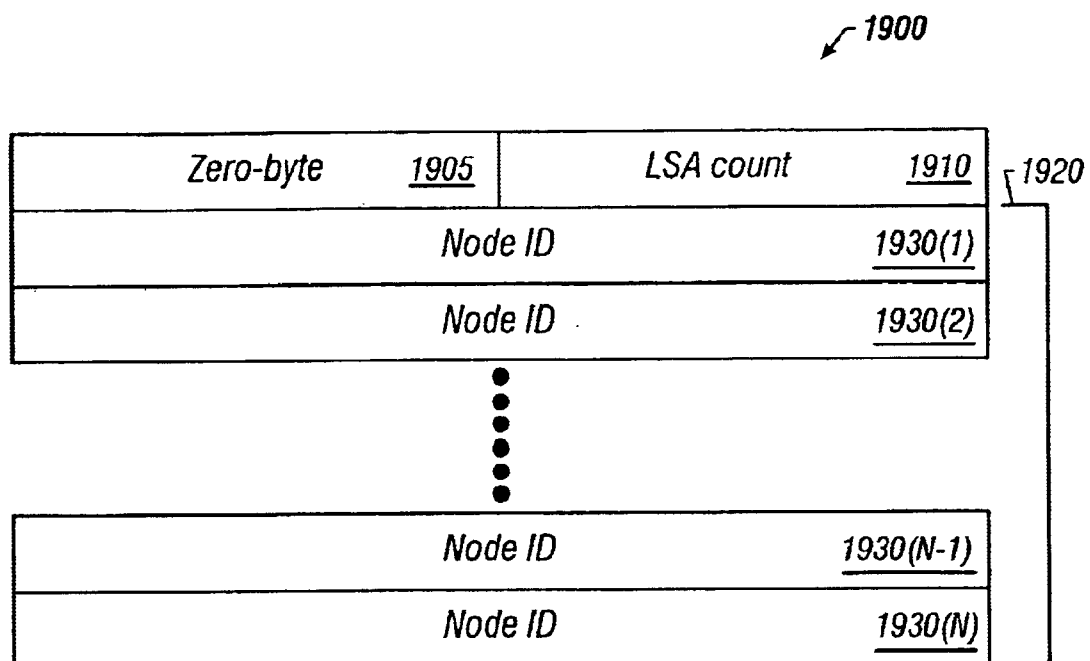 1900
Zero-byte 1905 LSA count 1910
1920
Node ID 1930(1)
Node ID 1930(2)
Node ID 1930(N-1)
Node ID 1930(N)